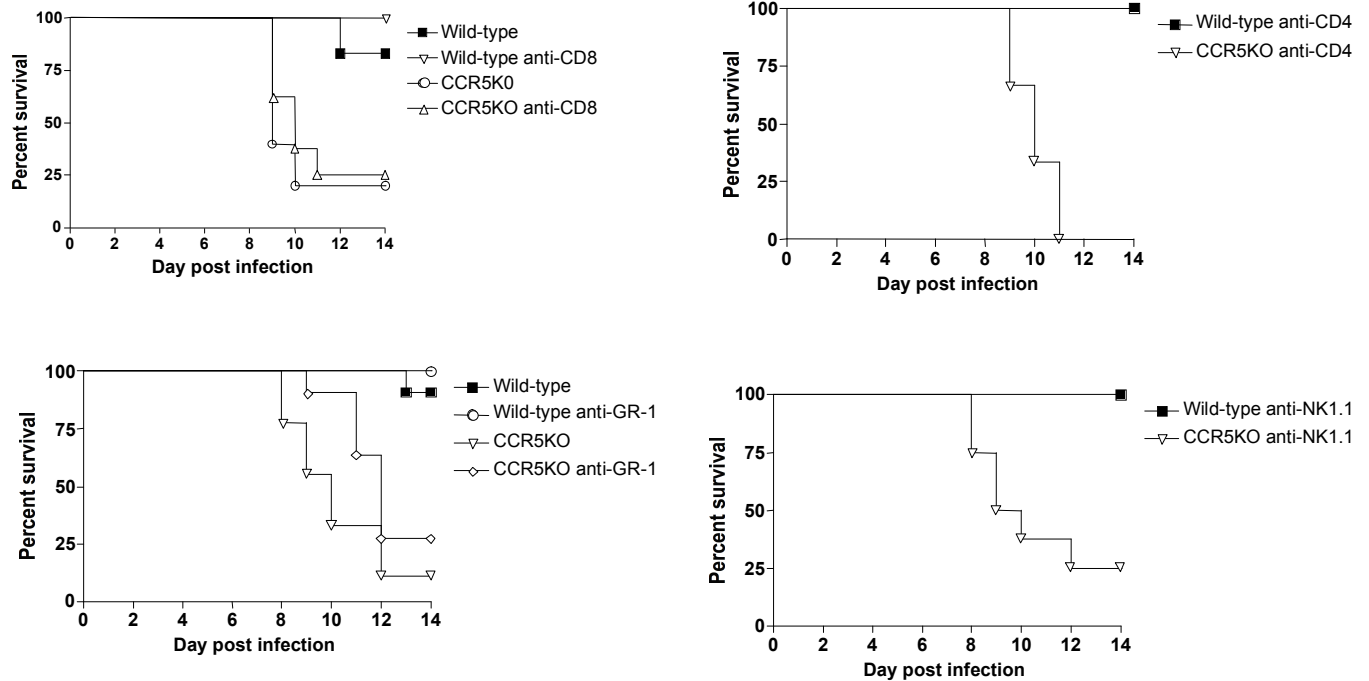 100
75
50
25
0
Percent survival
0 2 4 6 8 10 12 14
Day post infection
Wild-type
Wild-type anti-CD8
CCR5K0
CCR5KO anti-CD8
100
75
50
25
0
Percent survival
0 2 4 6 8 10 12 14
Day post infection
Wild-type anti-CD4
CCR5KO anti-CD4
100
75
50
25
0
Percent survival
0 2 4 6 8 10 12 14
Day post infection
Wild-type
Wild-type anti-GR-1
CCR5KO
CCR5KO anti-GR-1
100
75
50
25
0
Percent survival
0 2 4 6 8 10 12 14
Day post infection
Wild-type anti-NK1.1
CCR5KO anti-NK1.1